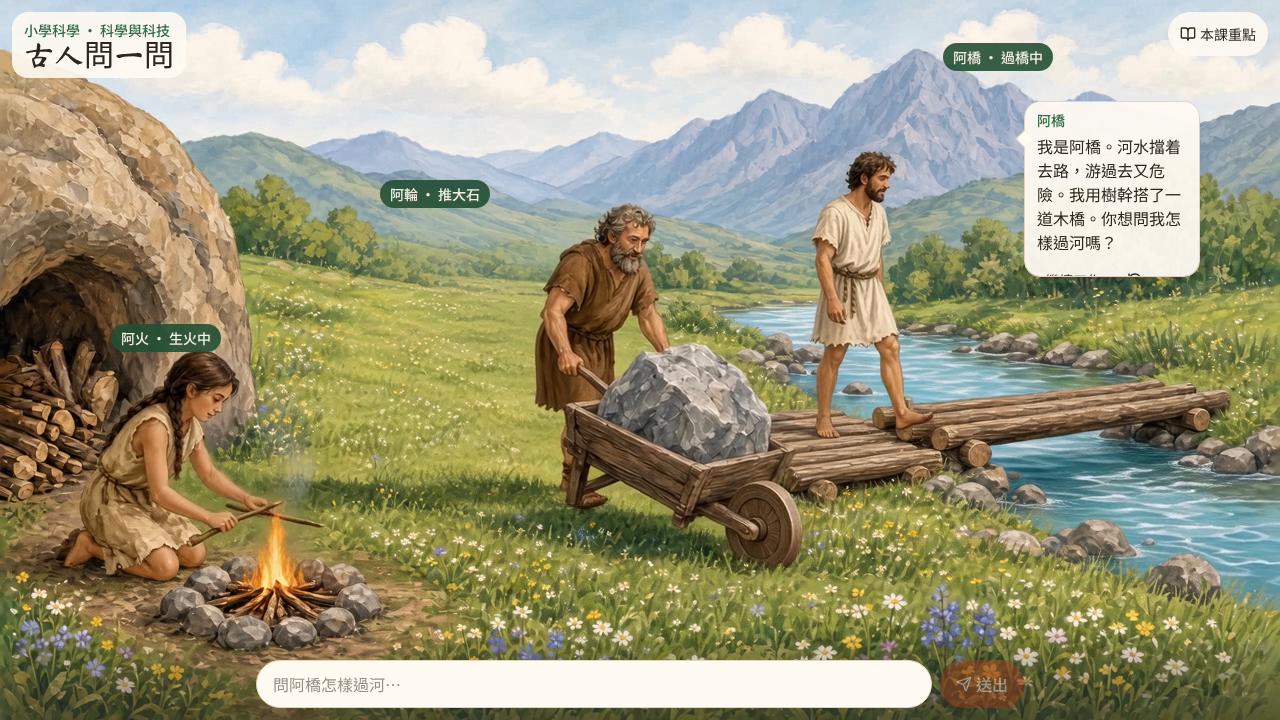 小學科學 · 科學與科技
古人問一問
本課重點
阿橋 · 過橋中
阿橋
我是阿橋。河水擋着
去路，游過去又危
險。我用樹幹搭了一
道木橋。你想問我怎
樣過河嗎？
阿輪 · 推大石
阿火 · 生火中
問阿橋怎樣過河…
送出